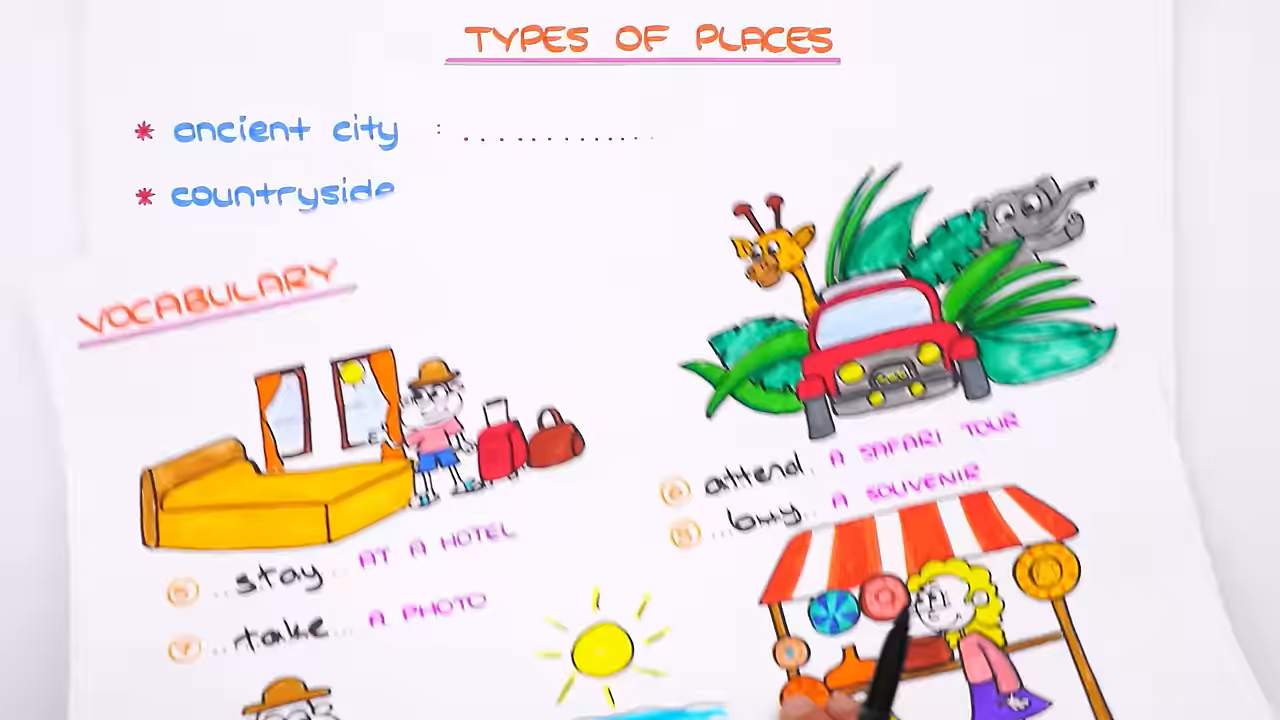 TYPES OF PLACES
* ancient city : .............
* countryside
VOCABULARY
..stay.. AT A HOTEL
..take... A PHOTO
attend. A SAFARI TOUR
...buy.. A SOUVENIR